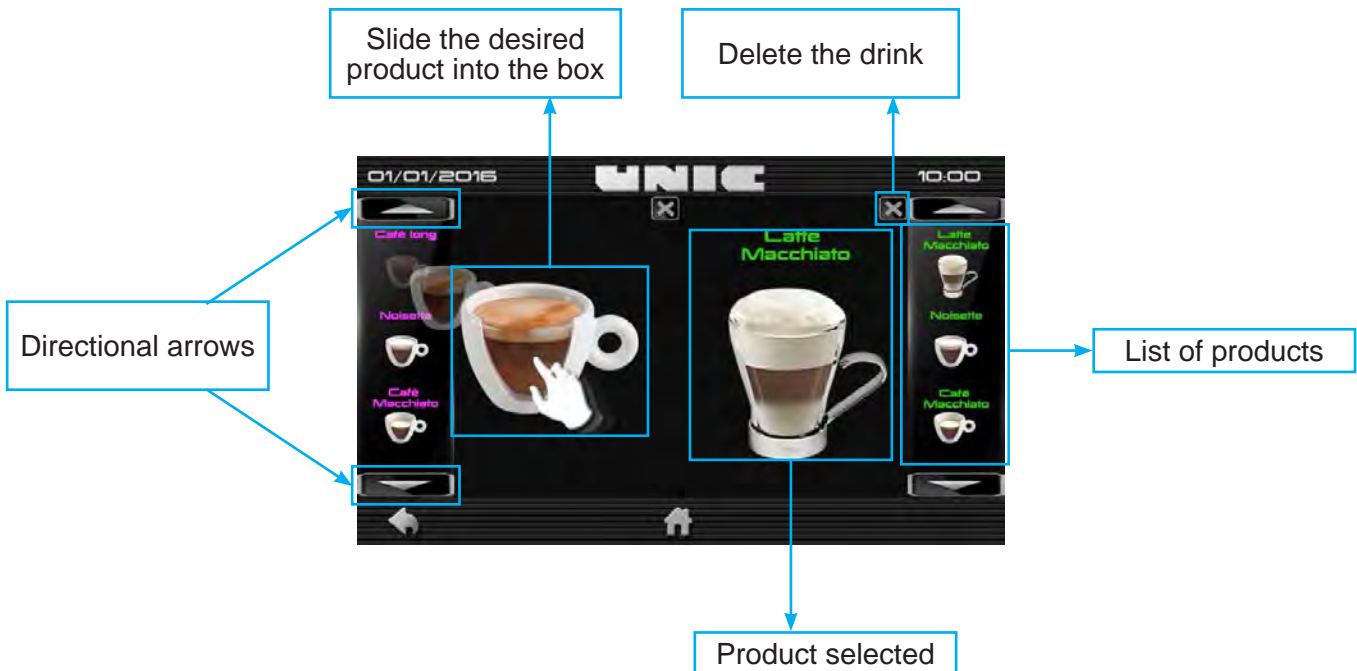 Slide the desired
product into the box
Delete the drink
01/01/2016
UNIC
10:00
Café long
Noisette
Café
Macchiato
Latte
Macchiato
Latte
Macchiato
Noisette
Café
Macchiato
Directional arrows
List of products
Product selected